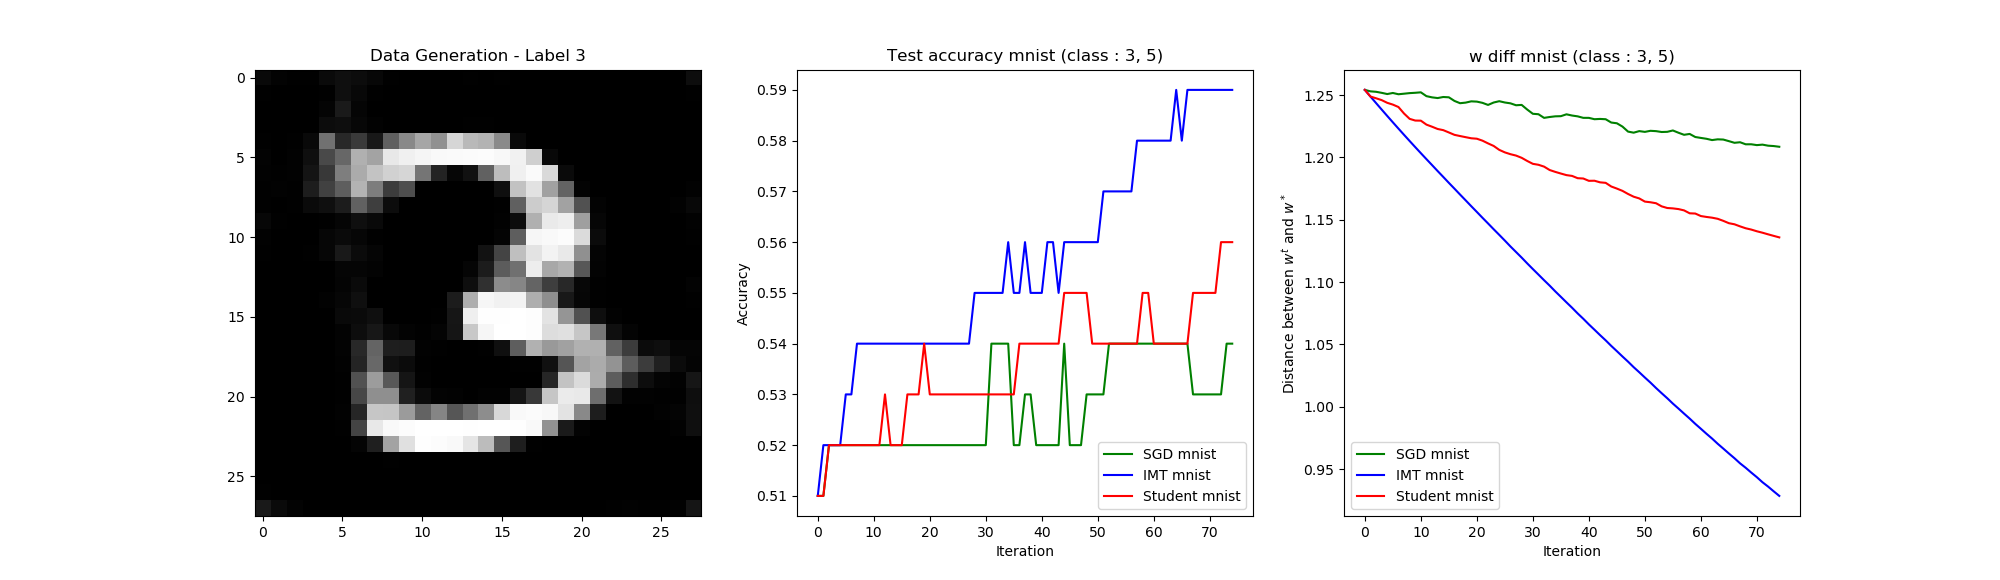 Data Generation - Label 3
0
5
10
15
20
25
0 5 10 15 20 25
Test accuracy mnist (class : 3, 5)
Accuracy
0.59
0.58
0.57
0.56
0.55
0.54
0.53
0.52
0.51
0 10 20 30 40 50 60 70
Iteration
SGD mnist
IMT mnist
Student mnist
w diff mnist (class : 3, 5)
Distance between w^t and w^*
1.25
1.20
1.15
1.10
1.05
1.00
0.95
0 10 20 30 40 50 60 70
Iteration
SGD mnist
IMT mnist
Student mnist